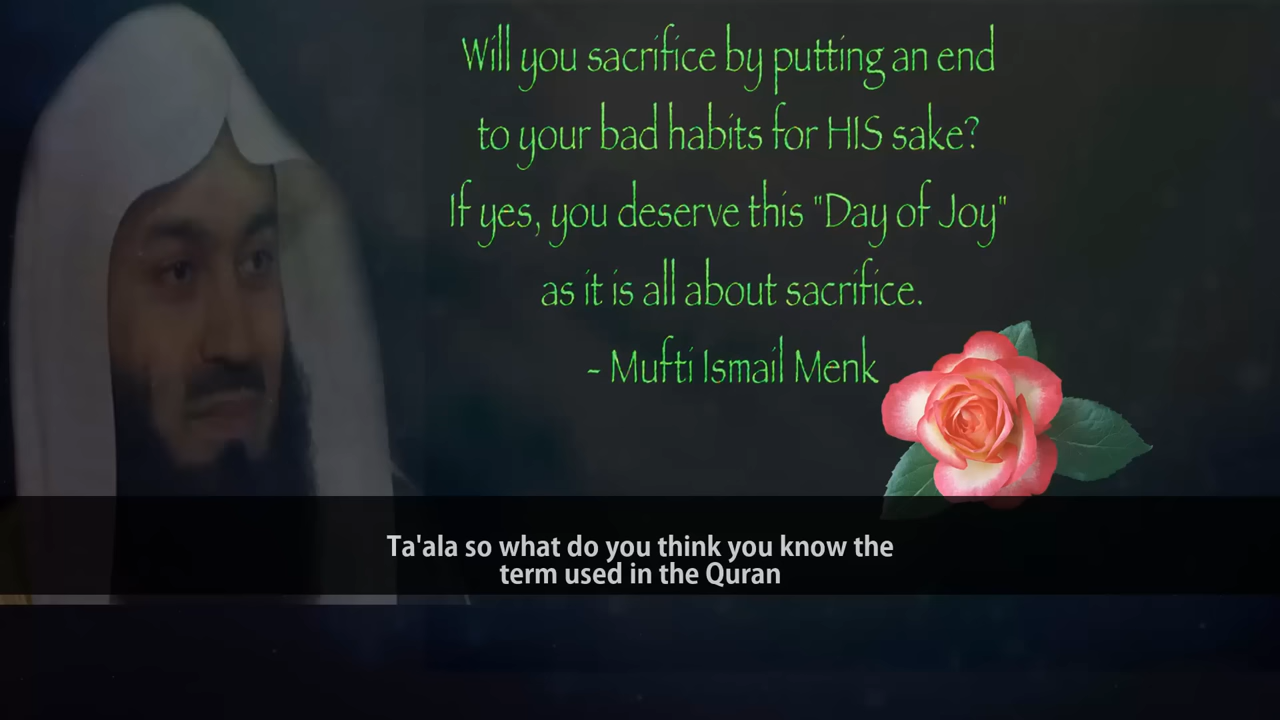 Will you sacrifice by putting an end
to your bad habits for HIS sake?
If yes, you deserve this "Day of Joy"
as it is all about sacrifice.
- Mufti Ismail Menk
Ta'ala so what do you think you know the
term used in the Quran